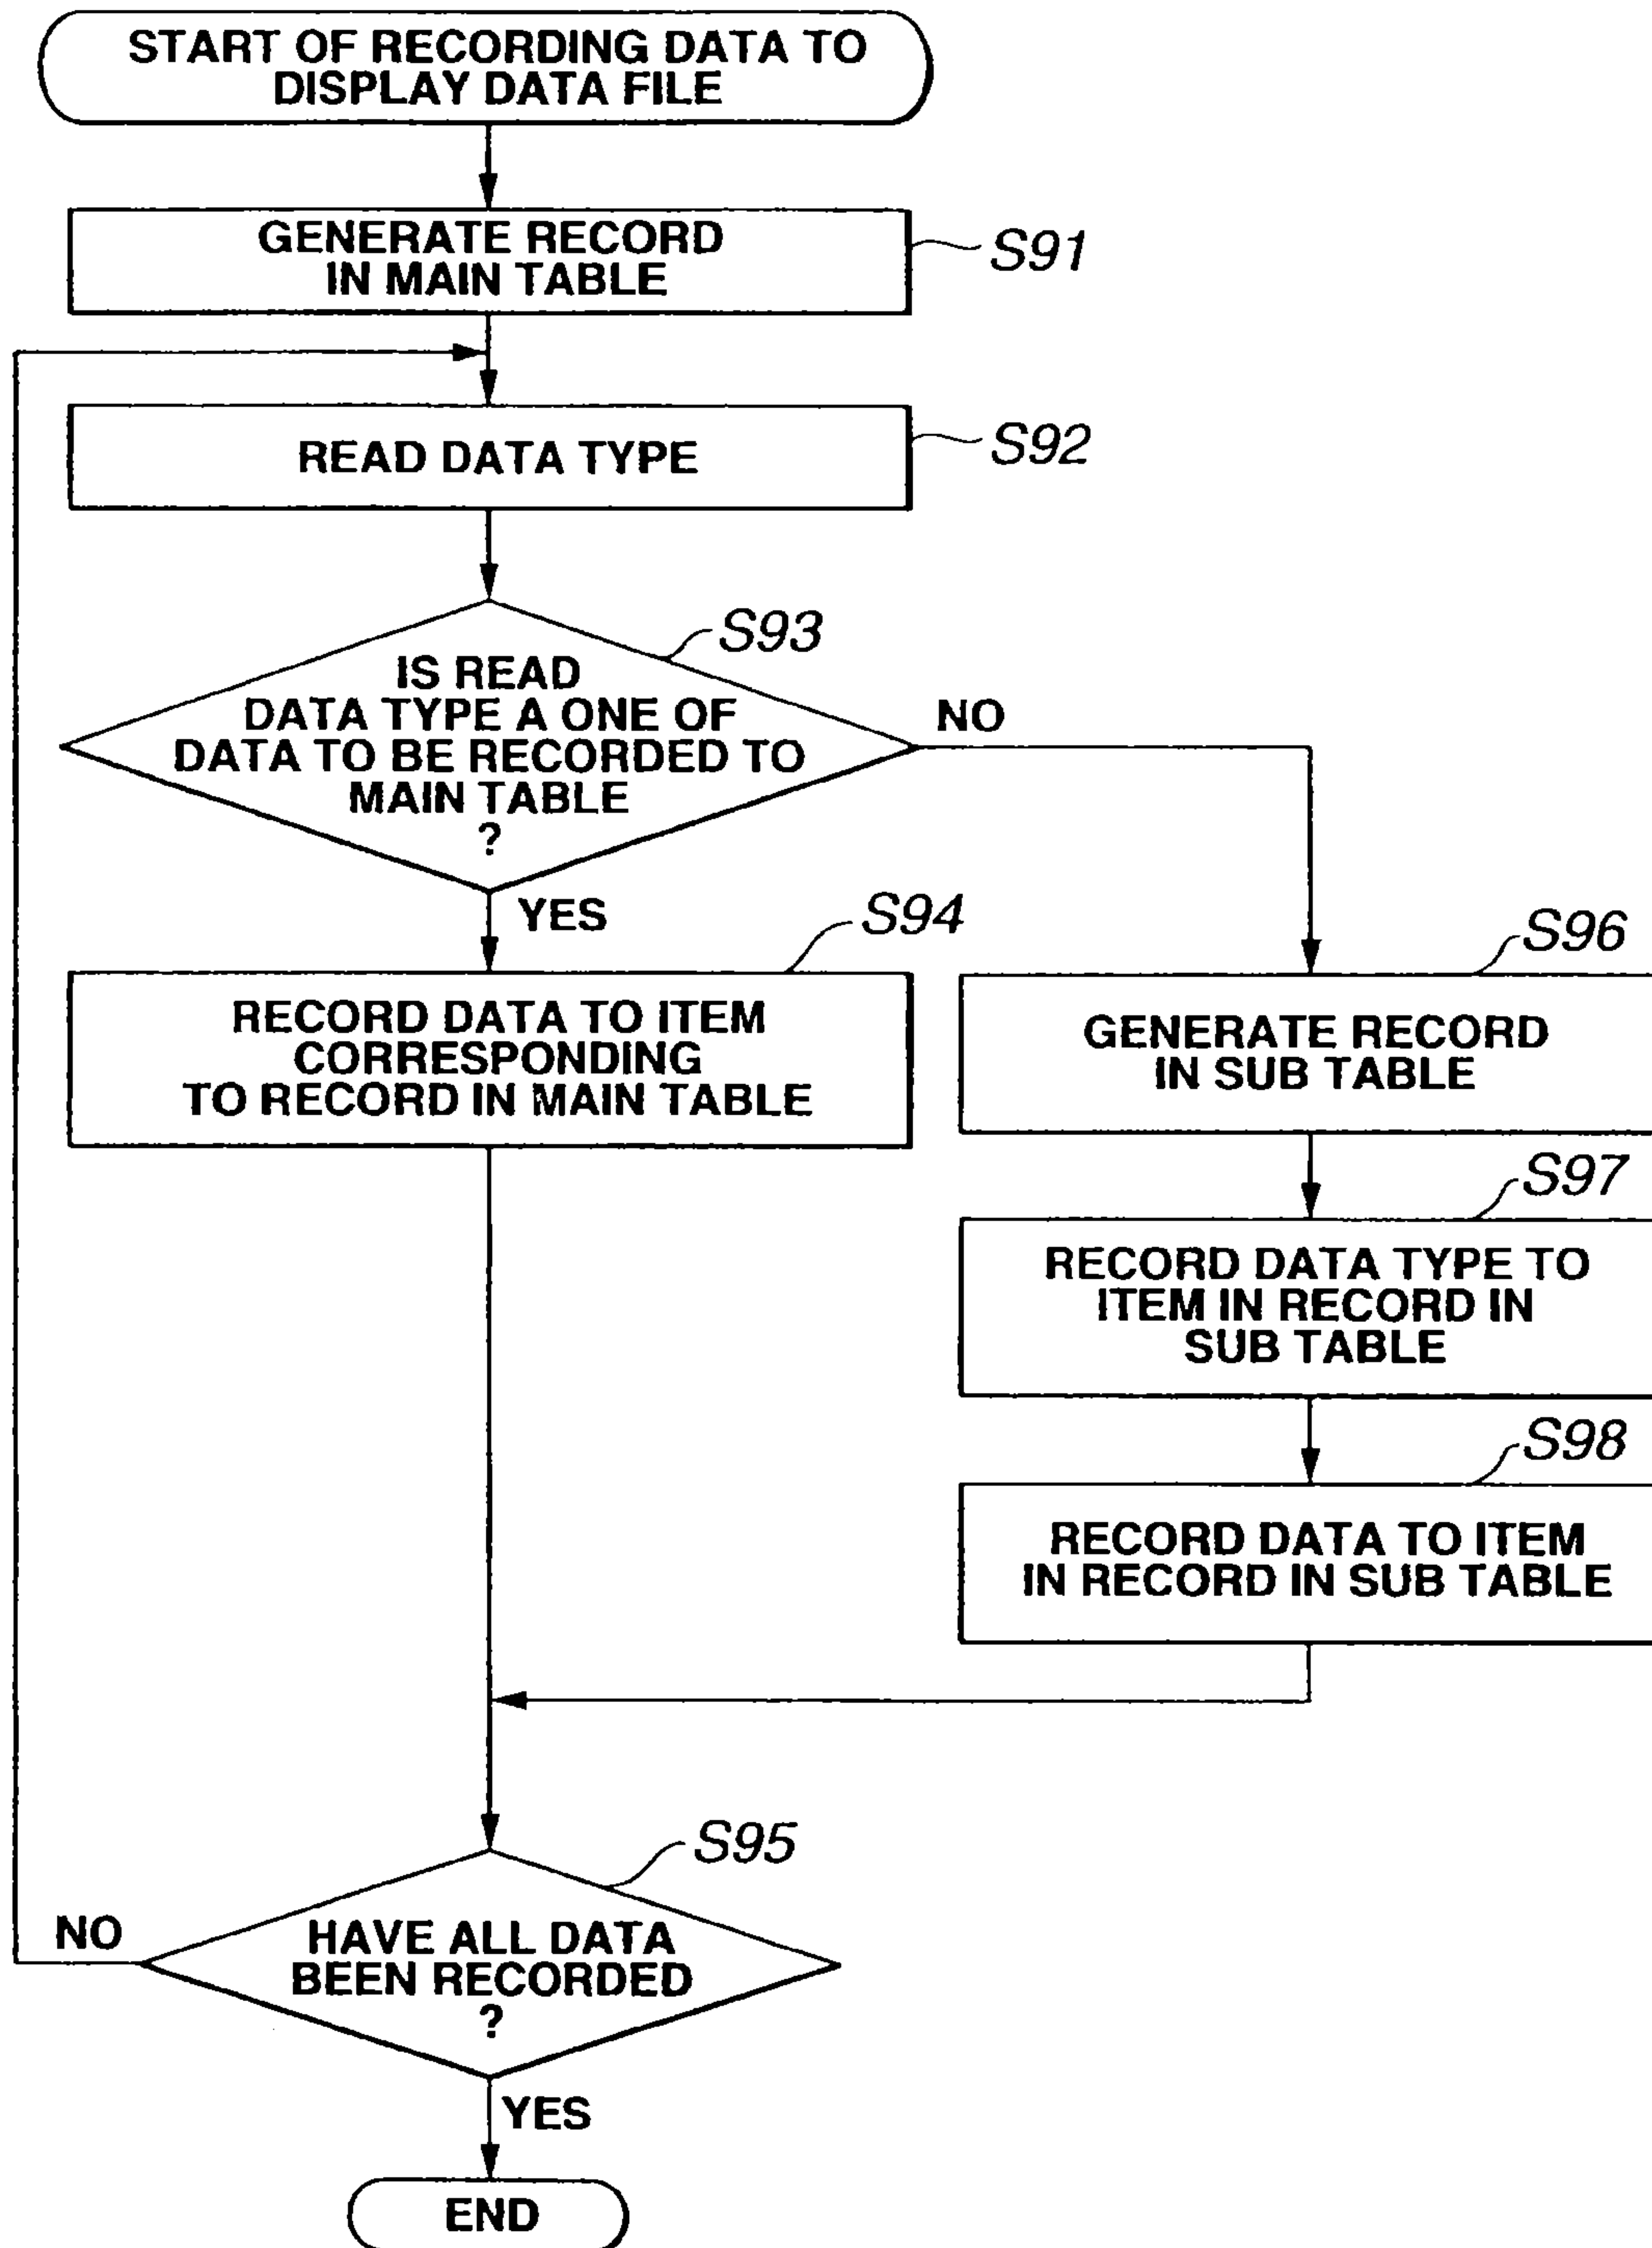 START OF RECORDING DATA TO
DISPLAY DATA FILE
GENERATE RECORD
IN MAIN TABLE
S91
READ DATA TYPE
S92
S93
IS READ
DATA TYPE A ONE OF
DATA TO BE RECORDED TO
MAIN TABLE
?
NO
YES
S94
RECORD DATA TO ITEM
CORRESPONDING
TO RECORD IN MAIN TABLE
S96
GENERATE RECORD
IN SUB TABLE
S97
RECORD DATA TYPE TO
ITEM IN RECORD IN
SUB TABLE
S98
RECORD DATA TO ITEM
IN RECORD IN SUB TABLE
S95
HAVE ALL DATA
BEEN RECORDED
?
NO
YES
END